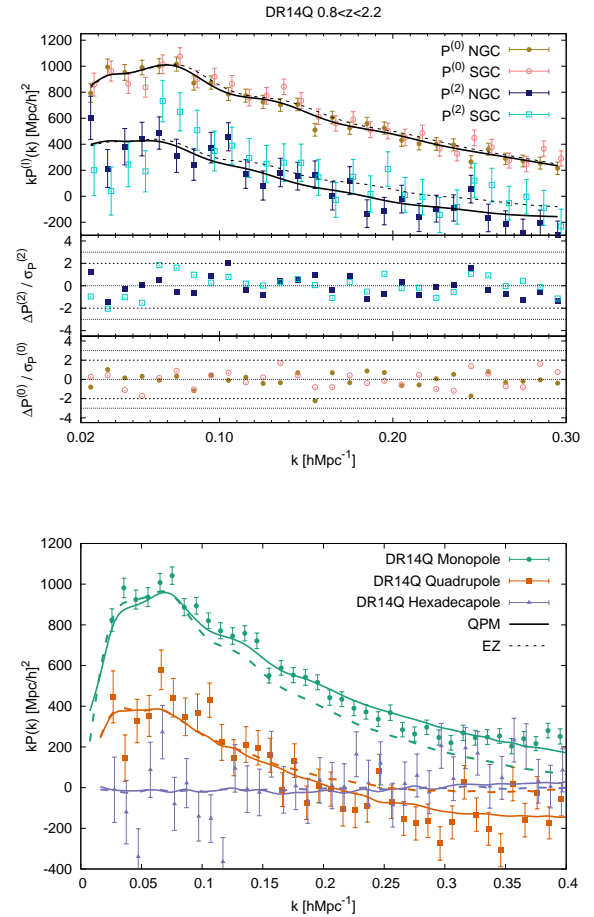 DR14Q 0.8<z<2.2
kP^(l)(k) [Mpc/h]^2
1200
1000
800
600
400
200
0
-200
P^(0) NGC
P^(0) SGC
P^(2) NGC
P^(2) SGC
ΔP^(2) / σ_P^(2)
4
2
0
-2
-4
ΔP^(0) / σ_P^(0)
4
2
0
-2
-4
0.02 0.10 0.20 0.30
k [hMpc^-1]
kP(k) [Mpc/h]^2
1200
1000
800
600
400
200
0
-200
-400
DR14Q Monopole
DR14Q Quadrupole
DR14Q Hexadecapole
QPM
EZ
0 0.05 0.1 0.15 0.2 0.25 0.3 0.35 0.4
k [hMpc^-1]